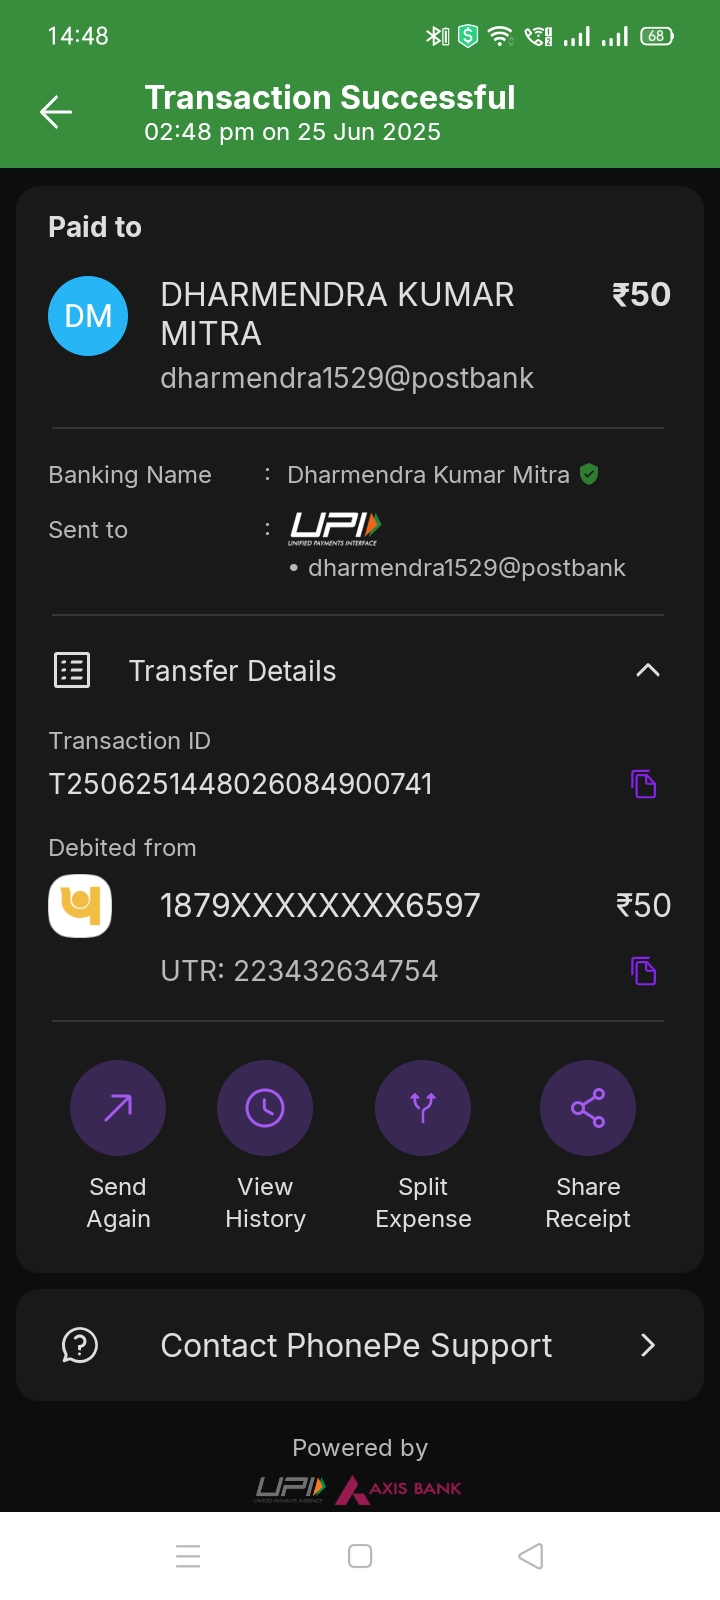 14:48
68
Transaction Successful
02:48 pm on 25 Jun 2025
Paid to
DM
DHARMENDRA KUMAR
MITRA
₹50
dharmendra1529@postbank
Banking Name : Dharmendra Kumar Mitra
Sent to : UPI
UNIFIED PAYMENTS INTERFACE
• dharmendra1529@postbank
Transfer Details
Transaction ID
T2506251448026084900741
Debited from
1879XXXXXXXX6597 ₹50
UTR: 223432634754
Send Again
View History
Split Expense
Share Receipt
Contact PhonePe Support
Powered by
UPI AXIS BANK
UNIFIED PAYMENTS INTERFACE